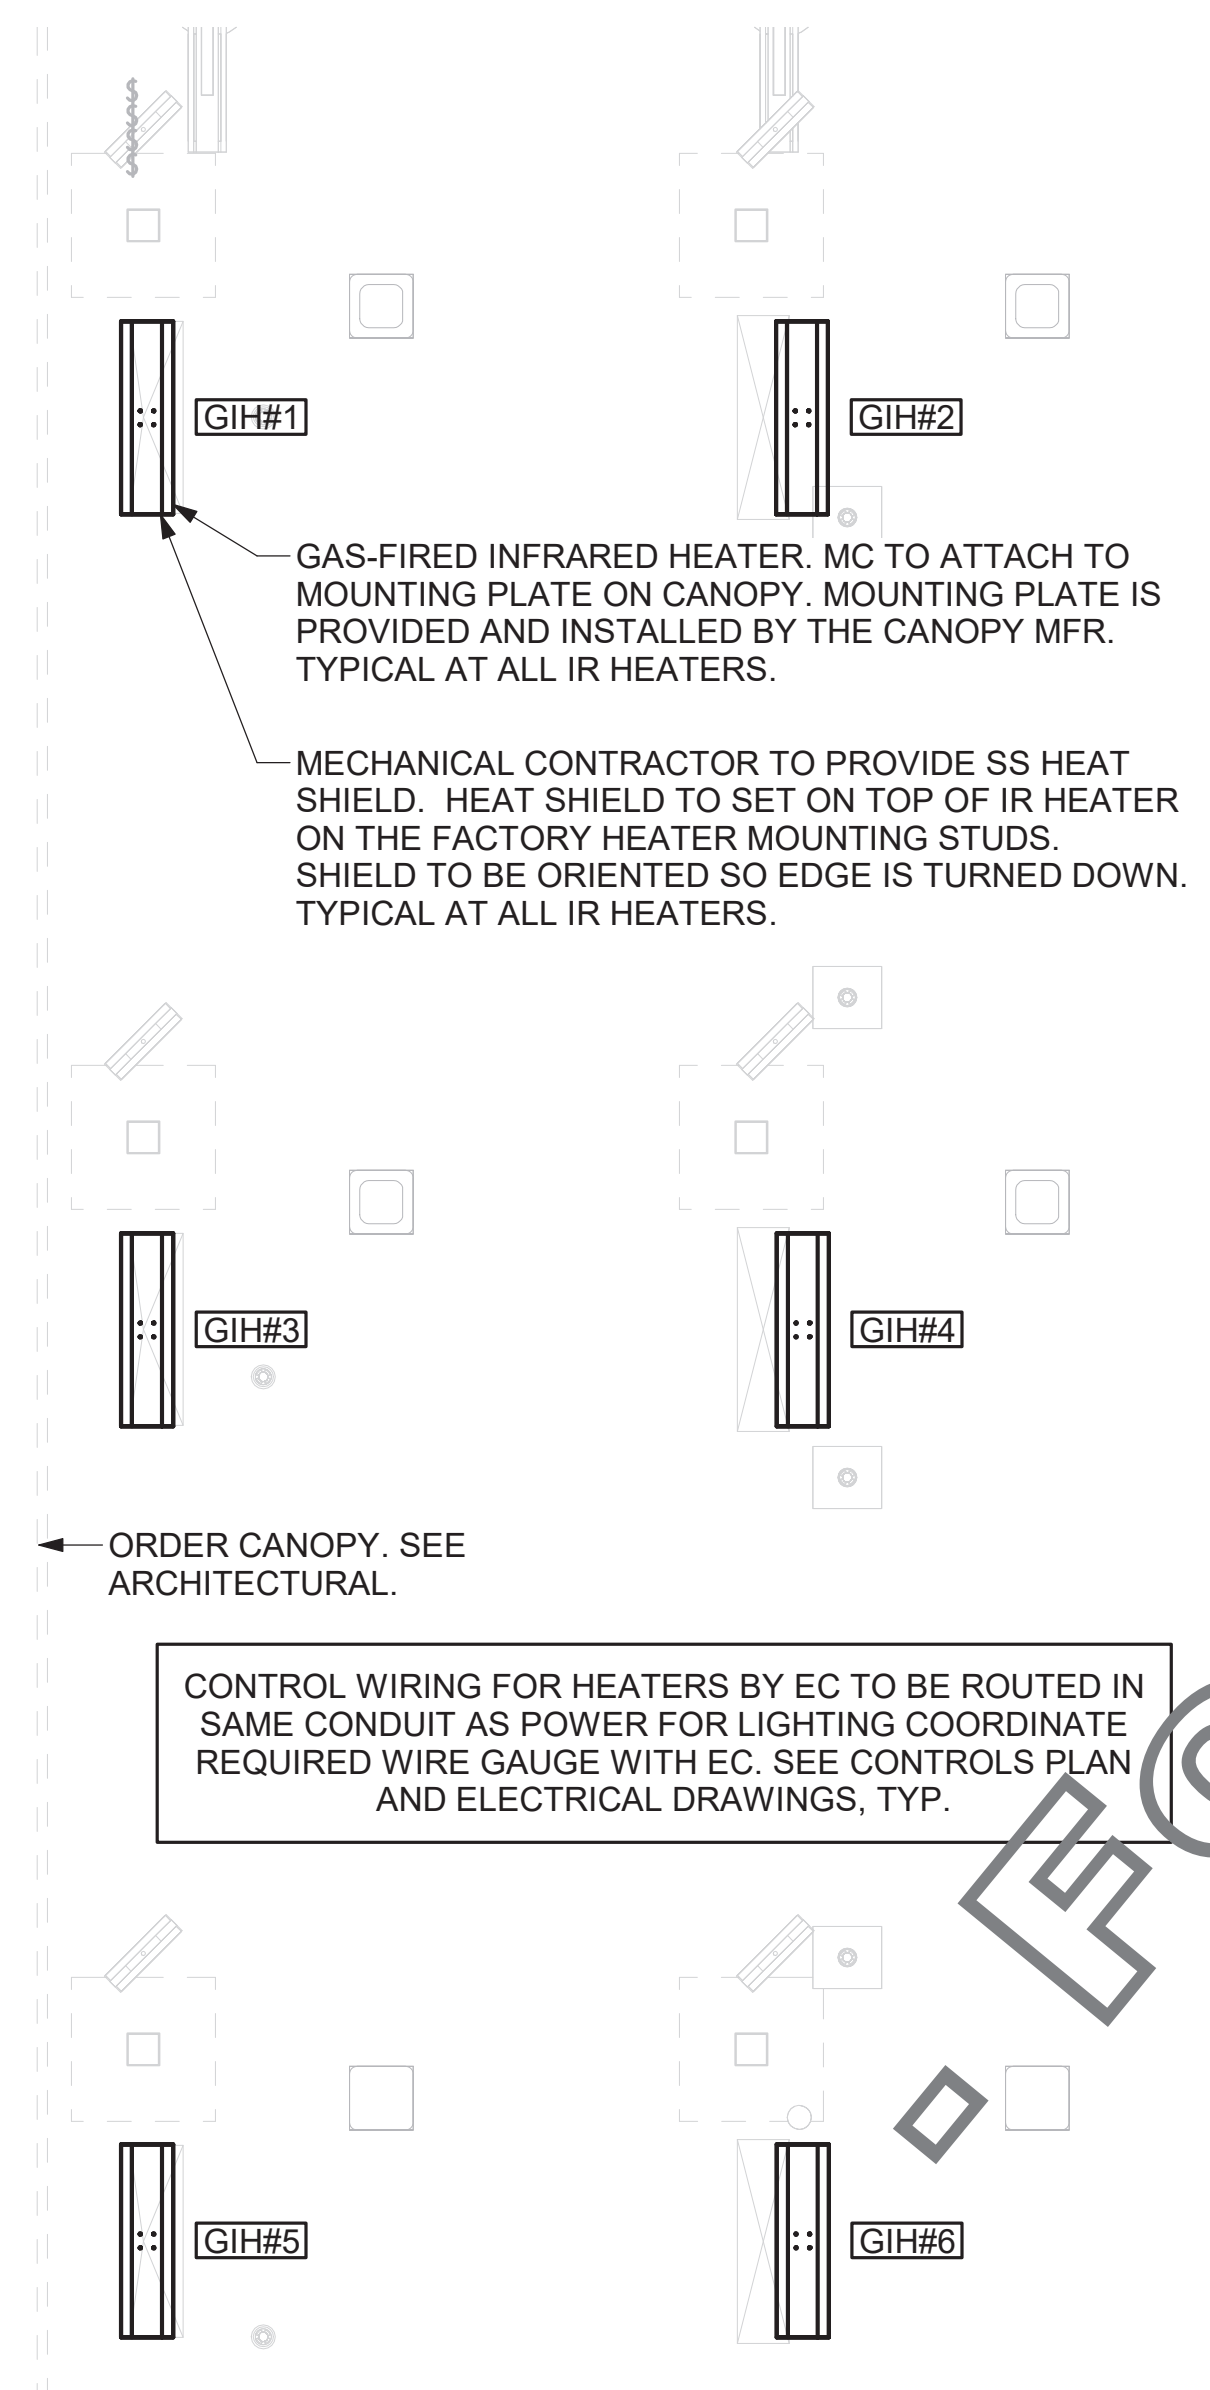 $$$$
GIH#1
GIH#2
GAS-FIRED INFRARED HEATER. MC TO ATTACH TO
MOUNTING PLATE ON CANOPY. MOUNTING PLATE IS
PROVIDED AND INSTALLED BY THE CANOPY MFR.
TYPICAL AT ALL IR HEATERS.
MECHANICAL CONTRACTOR TO PROVIDE SS HEAT
SHIELD. HEAT SHIELD TO SET ON TOP OF IR HEATER
ON THE FACTORY HEATER MOUNTING STUDS.
SHIELD TO BE ORIENTED SO EDGE IS TURNED DOWN.
TYPICAL AT ALL IR HEATERS.
GIH#3
GIH#4
ORDER CANOPY. SEE
ARCHITECTURAL.
CONTROL WIRING FOR HEATERS BY EC TO BE ROUTED IN
SAME CONDUIT AS POWER FOR LIGHTING COORDINATE
REQUIRED WIRE GAUGE WITH EC. SEE CONTROLS PLAN
AND ELECTRICAL DRAWINGS, TYP.
GIH#5
GIH#6